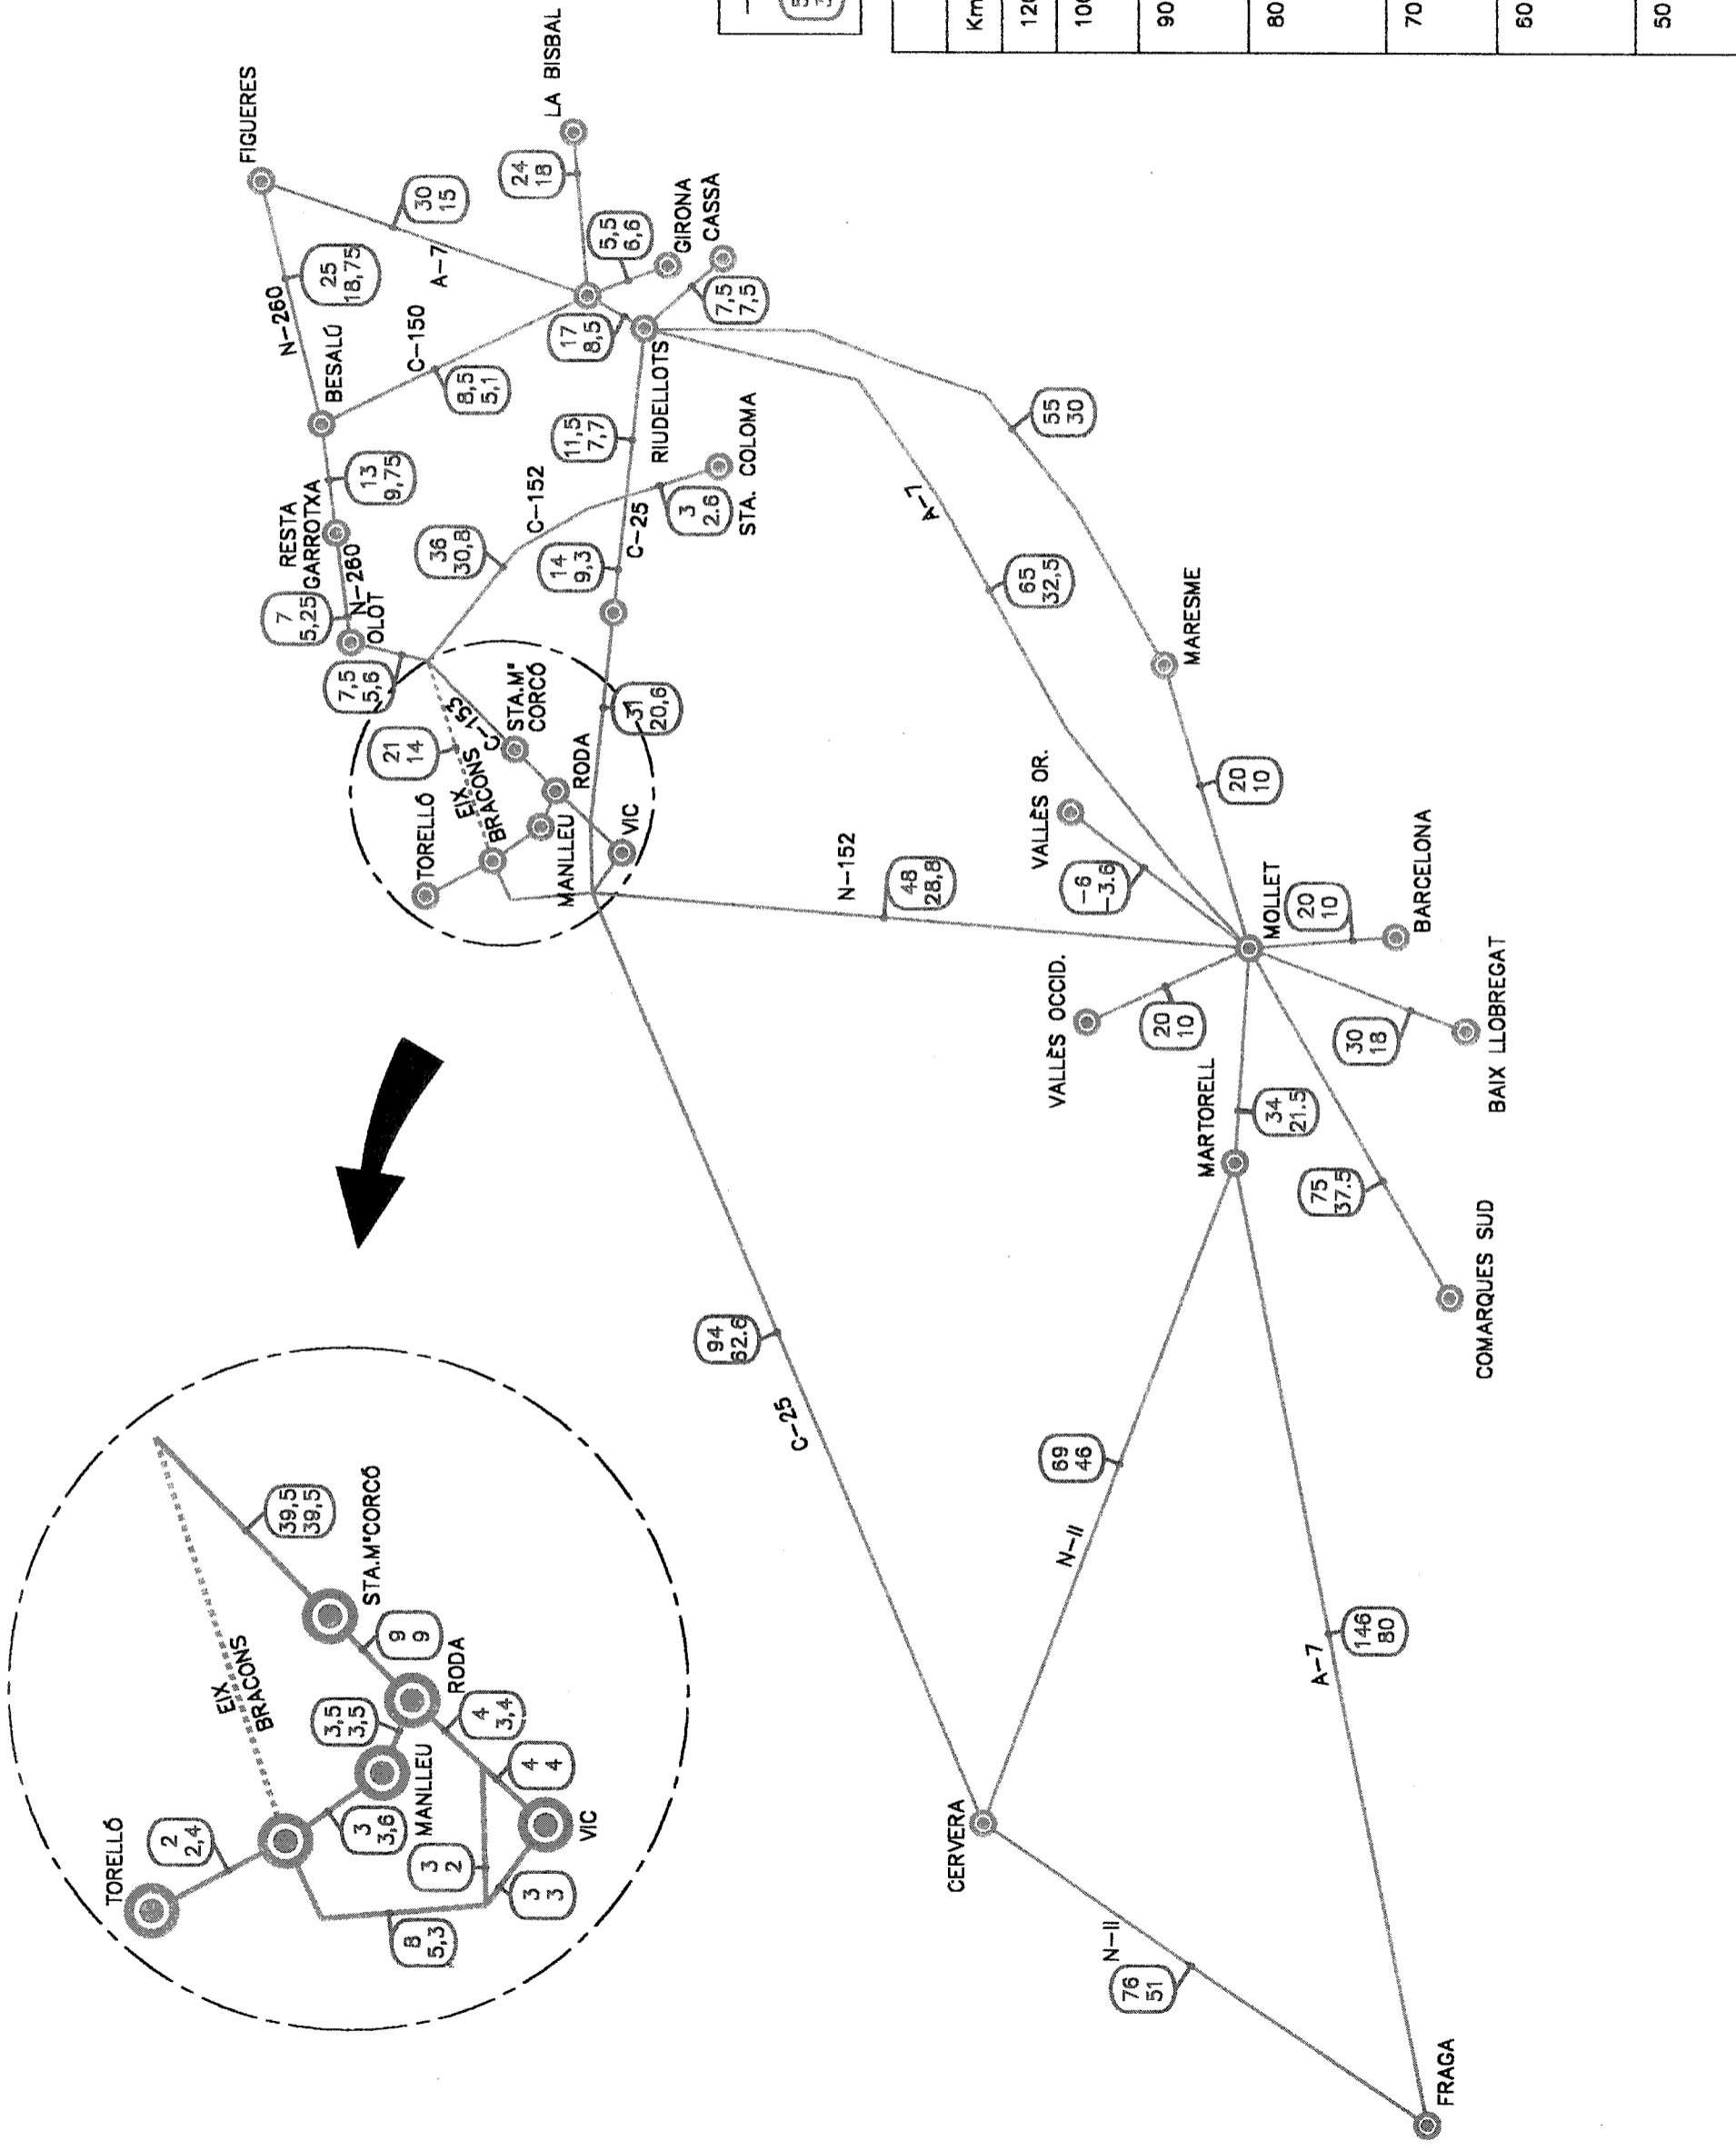 FIGUERES
LA BISBAL
N-260
25
18,75
30
15
A-7
24
18
BESALÚ
C-150
5,5
6,6
GIRONA
CASSÀ
7,5
7,5
17
8,5
8,5
5,1
RIUDELLOTS
RESTA
GARROTXA
13
9,75
7
5,25
N-260
OLOT
7,5
5,6
36
30,8
C-152
11,5
7,7
14
9,3
C-25
3
2.6
STA. COLOMA
21
14
EIX
BRACONS
STA.Mª
CORCÓ
TORELLÓ
MANLLEU
RODA
VIC
31
20,6
A-7
65
32,5
55
30
MARESME
20
10
N-152
48
28,8
VALLÈS OR.
-6
-3.6
MOLLET
20
10
BARCELONA
VALLÈS OCCID.
20
10
30
18
BAIX LLOBREGAT
MARTORELL
34
21.5
75
37.5
COMARQUES SUD
94
62.6
C-25
69
46
N-II
CERVERA
A-7
146
80
N-II
76
51
FRAGA
TORELLÓ
2
2,4
EIX
BRACONS
39,5
39,5
STA.MªCORCÓ
9
9
RODA
3,5
3,5
MANLLEU
3
3,6
4
3,4
4
4
VIC
3
2
3
3
8
5,3
Km
90
80
70
60
50